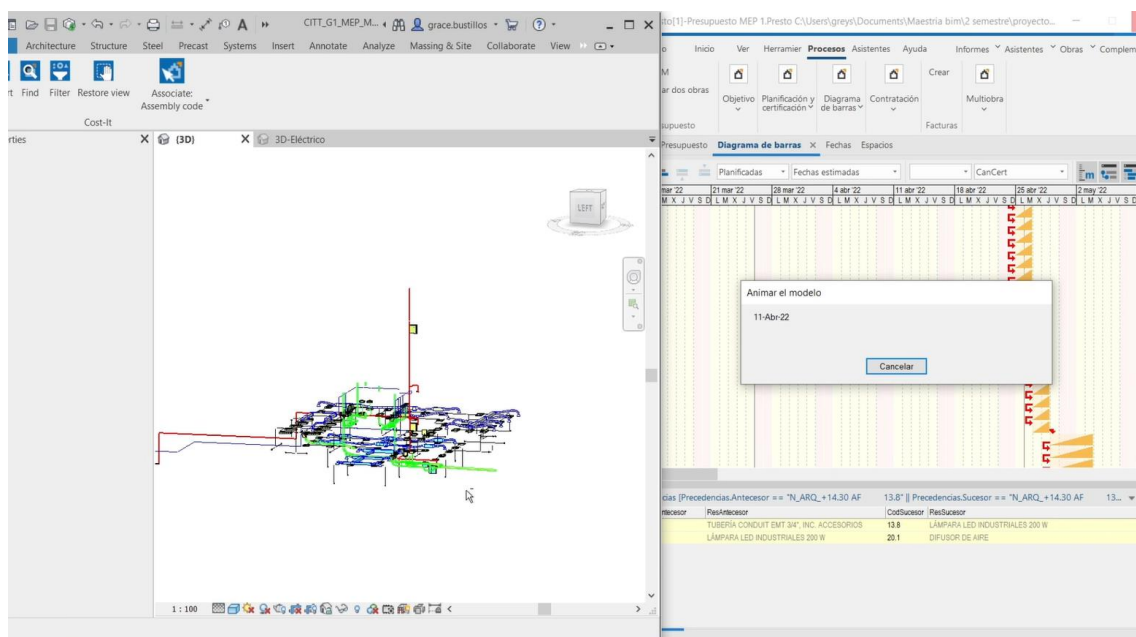 CITT_G1_MEP_M...
grace.bustillos
Architecture Structure Steel Precast Systems Insert Annotate Analyze Massing & Site Collaborate View
Find Filter Restore view
Associate:
Assembly code
Cost-It
(3D)
3D-Eléctrico
LEFT
1 : 100
to[1]-Presupuesto MEP 1.Presto C:\Users\greys\Documents\Maestria bim\2 semestre\proyecto...
Inicio Ver Herramier Procesos Asistentes Ayuda Informes Asistentes Obras Complem
ar dos obras
Objetivo
Planificación y
certificación
Diagrama
de barras
Contratación
Crear
Multiobra
Facturas
Presupuesto Diagrama de barras Fechas Espacios
Planificadas Fechas estimadas CanCert
mar '22 21 mar '22 28 mar '22 4 abr '22 11 abr '22 18 abr '22 25 abr '22 2 may '22
M X J V S D L M X J V S D L M X J V S D L M X J V S D L M X J V S D L M X J V S D L M X J V S D L M X J V S D
Animar el modelo
11-Abr-22
Cancelar
cias [Precedencias.Antecesor == "N_ARQ_+14.30 AF 13.8" || Precedencias.Sucesor == "N_ARQ_+14.30 AF 13...
ntecesor ResAntecesor CodSucesor ResSucesor
TUBERÍA CONDUIT EMT 3/4", INC. ACCESORIOS 13.8 LÁMPARA LED INDUSTRIALES 200 W
LÁMPARA LED INDUSTRIALES 200 W 20.1 DIFUSOR DE AIRE